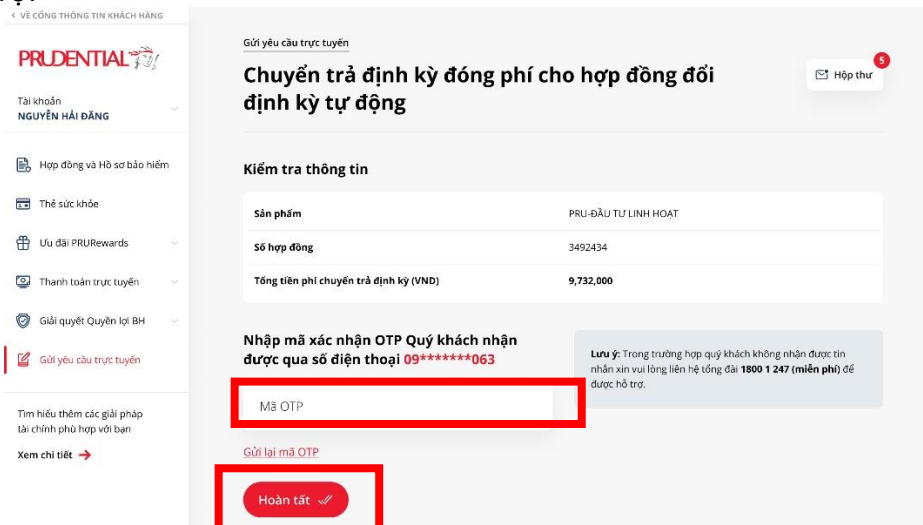 VỀ CỔNG THÔNG TIN KHÁCH HÀNG
PRUDENTIAL
Tài khoản
NGUYỄN HẢI ĐĂNG
Hợp đồng và Hồ sơ bảo hiểm
Thẻ sức khỏe
Ưu đãi PRURewards
Thanh toán trực tuyến
Giải quyết Quyền lợi BH
Gửi yêu cầu trực tuyến
Tìm hiểu thêm các giải pháp
tài chính phù hợp với bạn
Xem chi tiết
Gửi yêu cầu trực tuyến
Chuyển trả định kỳ đóng phí cho hợp đồng đổi
định kỳ tự động
5
Hộp thư
Kiểm tra thông tin
Sản phẩm PRU-ĐẦU TƯ LINH HOẠT
Số hợp đồng 3492434
Tổng tiền phí chuyển trả định kỳ (VND) 9,732,000
Nhập mã xác nhận OTP Quý khách nhận
được qua số điện thoại 09*******063
Mã OTP
Gửi lại mã OTP
Hoàn tất
Lưu ý: Trong trường hợp quý khách không nhận được tin
nhắn xin vui lòng liên hệ tổng đài 1800 1 247 (miễn phí) để
được hỗ trợ.